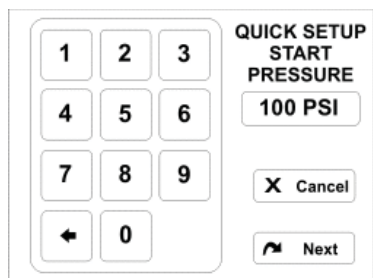 1 2 3
4 5 6
7 8 9
0
QUICK SETUP
START
PRESSURE
100 PSI
X Cancel
Next